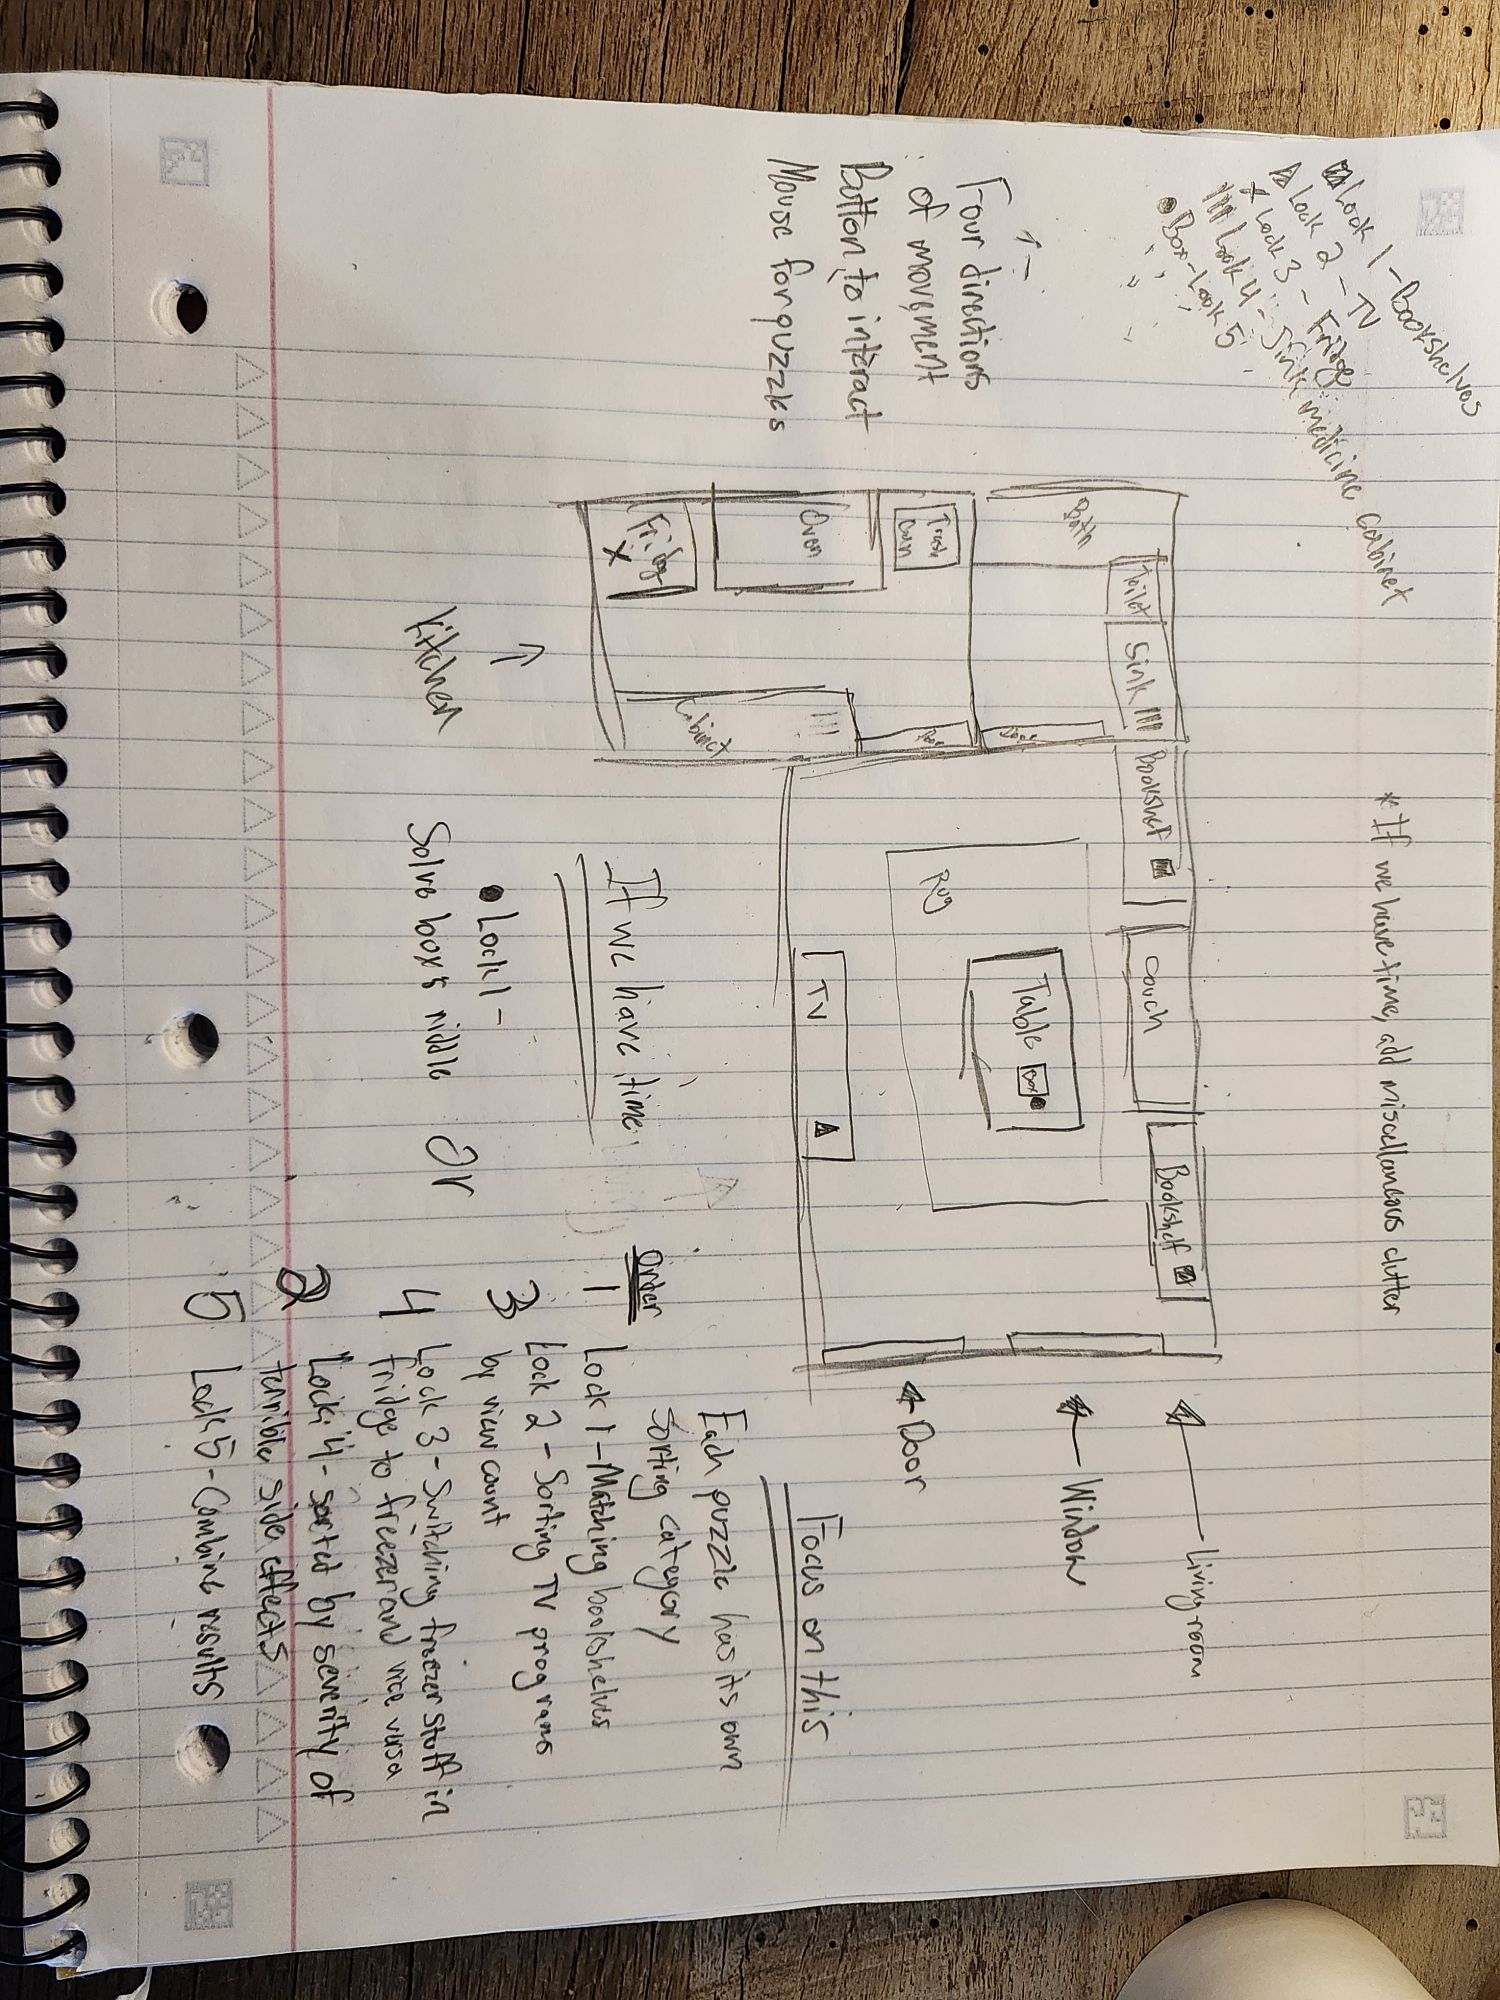 Lock 1 - Bookshelves
Lock 2 - TV
X Lock 3 - Fridge
Lock 4 - Sink medicine cabinet
Box - Lock 5
* If we have time, add miscellaneous clutter
Four directions
of movement
Button to interact
Mouse for puzzles
Bath
Toilet
Sink
Bookshelf
Couch
Bookshelf
← Living room
Trash
can
Oven
Fridge
X
Cabinet
Door
Door
Rug
Table
Box
TV
← Window
← Door
↑
Kitchen
If we have time
Lock 1 -
Solve box's riddle
Or
Focus on this
Each puzzle has its own
sorting category
Order
1 Lock 1 - Matching bookshelves
3 Lock 2 - Sorting TV programs
by view count
4 Lock 3 - Switching freezer stuff in
fridge to freezer and vice versa
2 Lock 4 - sorted by severity of
terrible side effects
5 Lock 5 - Combine results